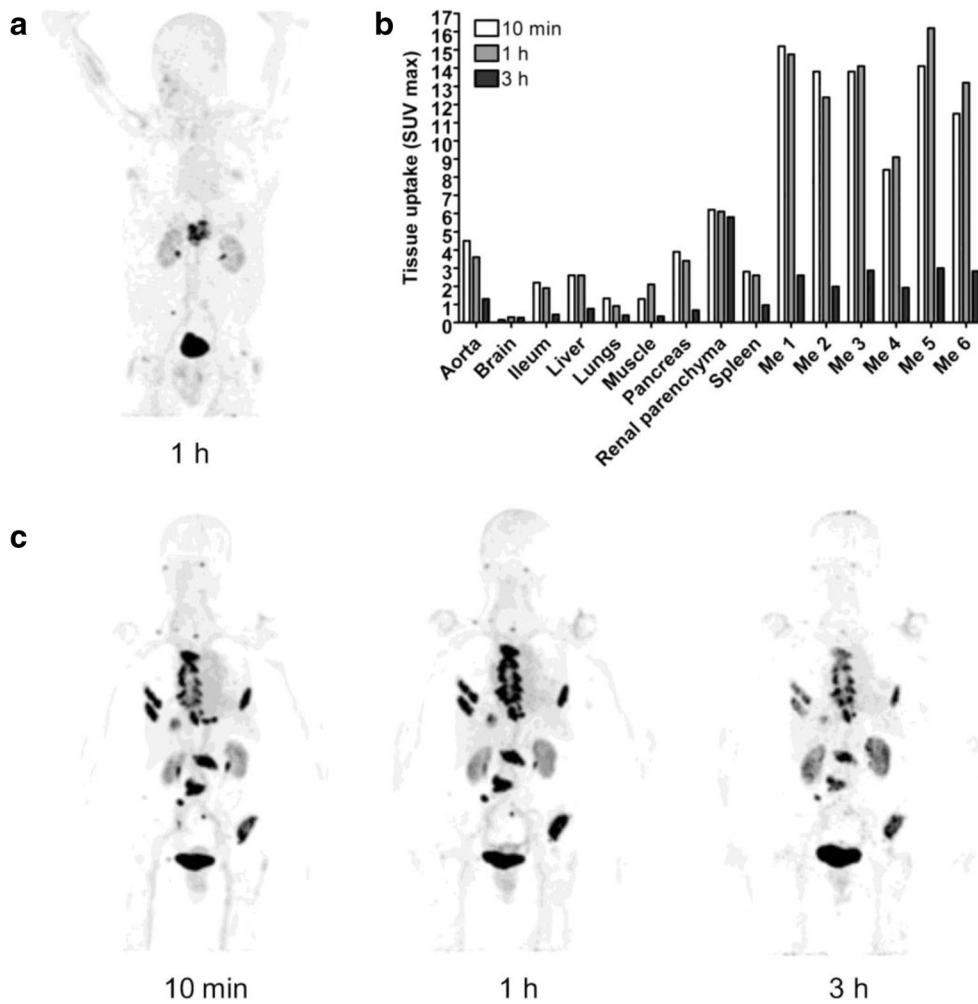 a
1 h
b
10 min
1 h
3 h
Tissue uptake (SUV max)
17
16
15
14
13
12
11
10
9
8
7
6
5
4
3
2
1
0
Aorta
Brain
Ileum
Liver
Lungs
Muscle
Pancreas
Renal parenchyma
Spleen
Me 1
Me 2
Me 3
Me 4
Me 5
Me 6
c
10 min
1 h
3 h